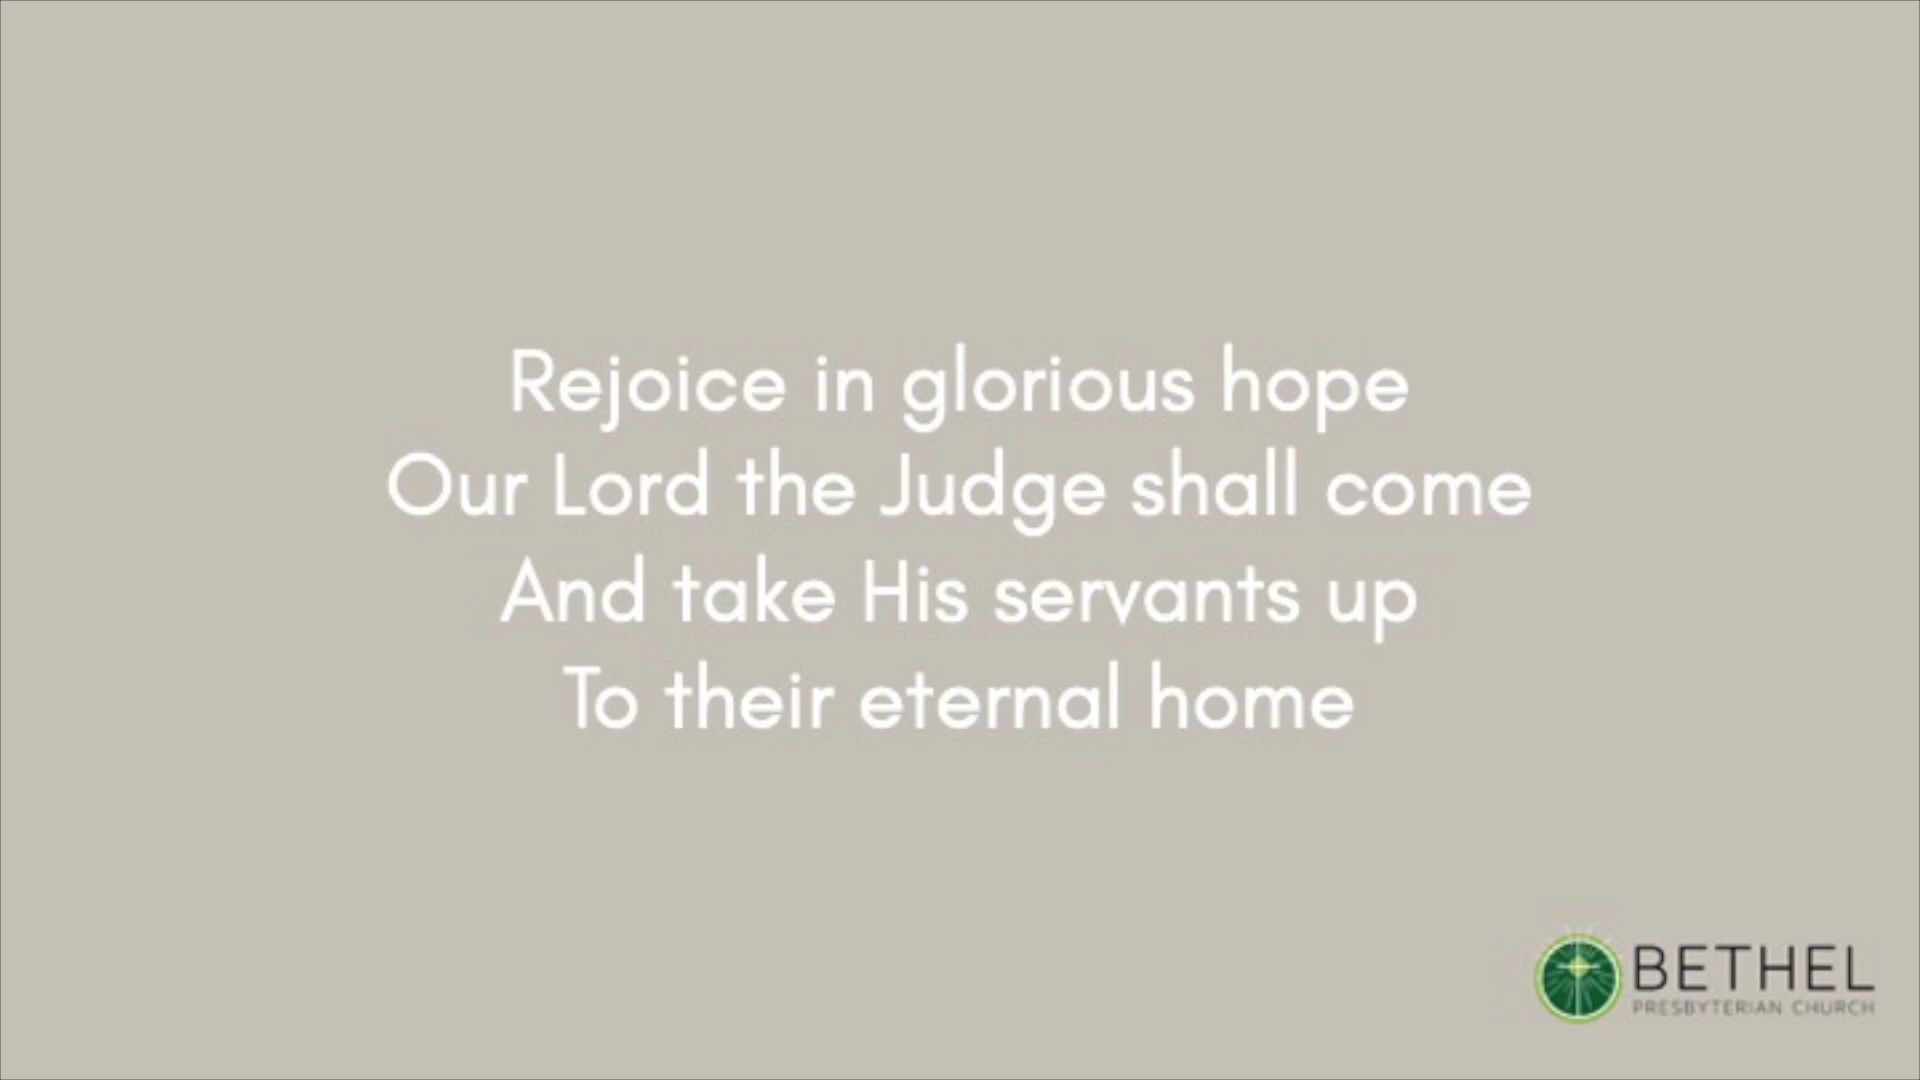 Rejoice in glorious hope
Our Lord the Judge shall come
And take His servants up
To their eternal home
BETHEL
PRESBYTERIAN CHURCH